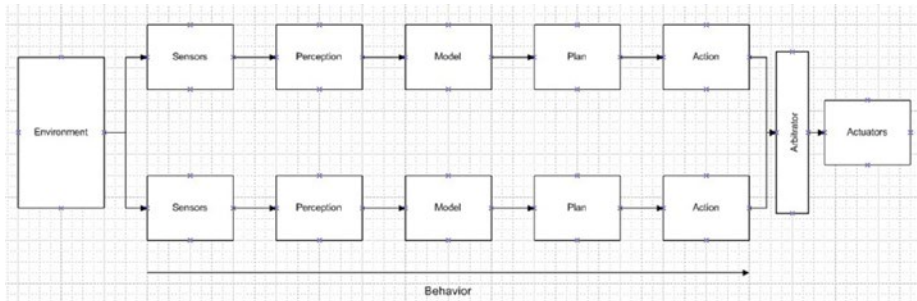 Sensors
Perception
Model
Plan
Action
Environment
Arbitrator
Actuators
Sensors
Perception
Model
Plan
Action
Behavior